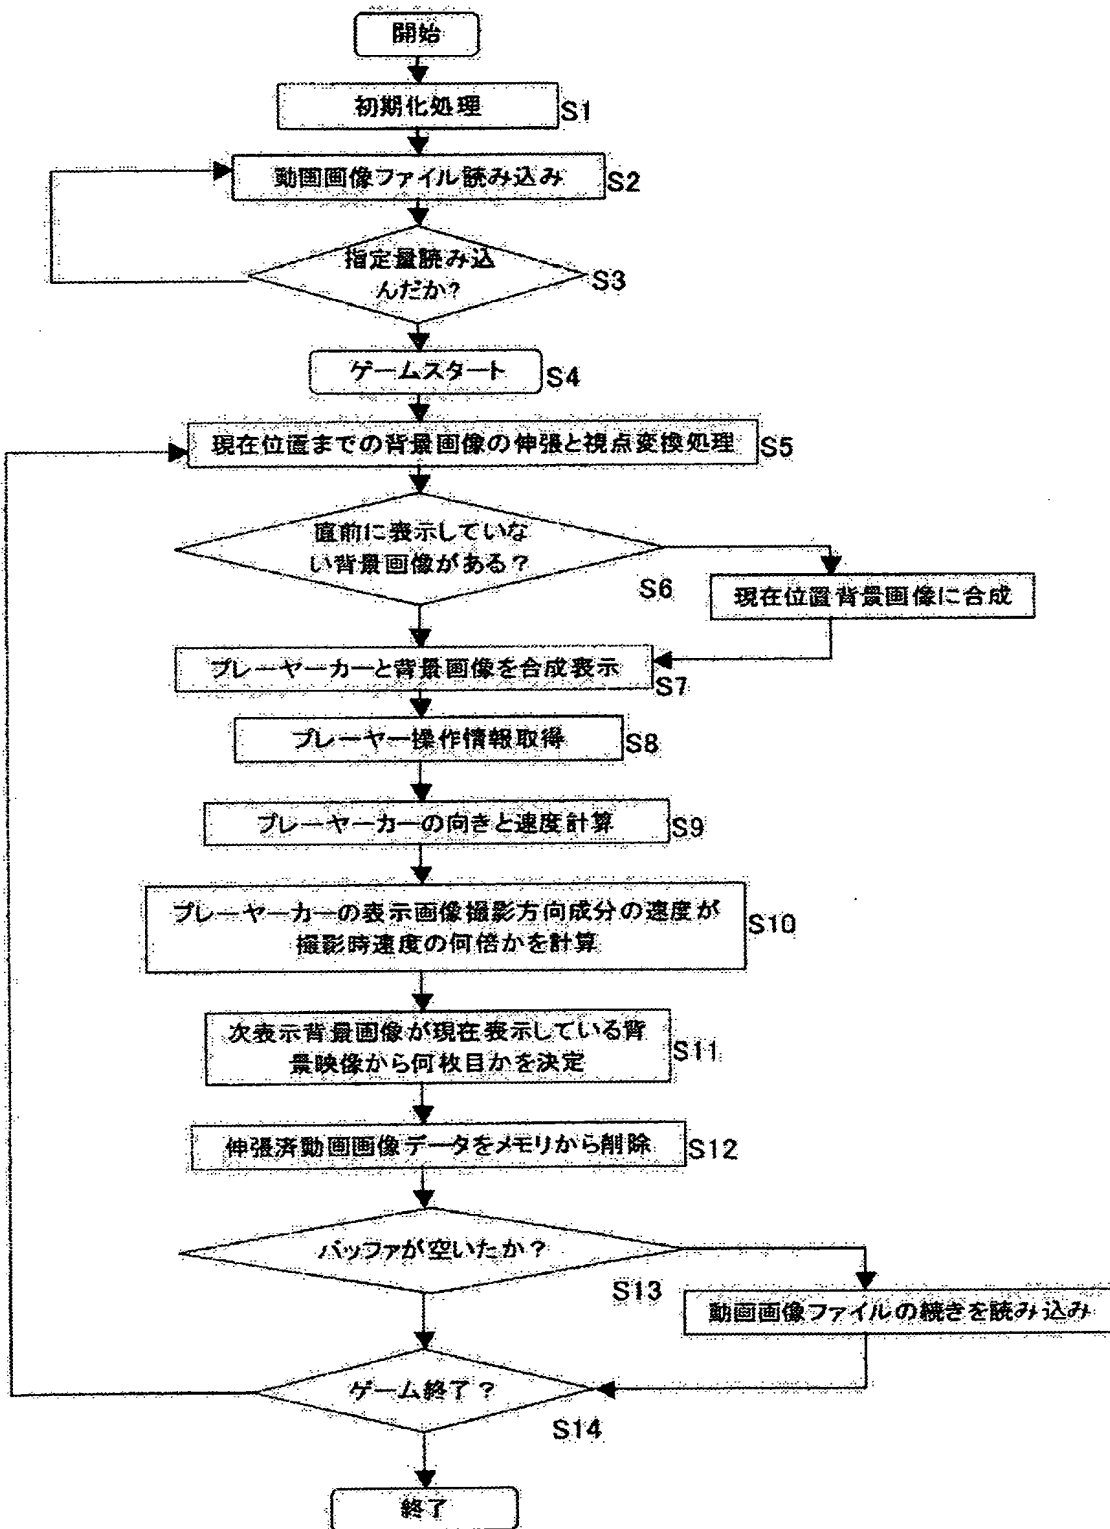 開始
初期化処理
S1
動画画像ファイル読み込み
S2
指定量読み込
んだか?
S3
ゲームスタート
S4
現在位置までの背景画像の伸張と視点変換処理
S5
直前に表示していな
い背景画像がある?
S6
現在位置背景画像に合成
プレーヤーカーと背景画像を合成表示
S7
プレーヤー操作情報取得
S8
プレーヤーカーの向きと速度計算
S9
プレーヤーカーの表示画像撮影方向成分の速度が
撮影時速度の何倍かを計算
S10
次表示背景画像が現在表示している背
景映像から何枚目かを決定
S11
伸張済動画画像データをメモリから削除
S12
バッファが空いたか?
S13
動画画像ファイルの続きを読み込み
ゲーム終了?
S14
終了